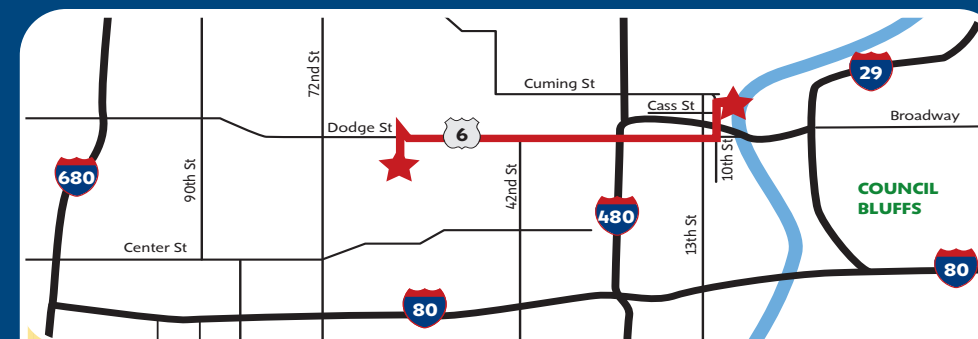 29
72nd St
Cuming St
Cass St
Broadway
Dodge St
6
10th St
680
90th St
42nd St
COUNCIL
BLUFFS
480
13th St
Center St
80
80